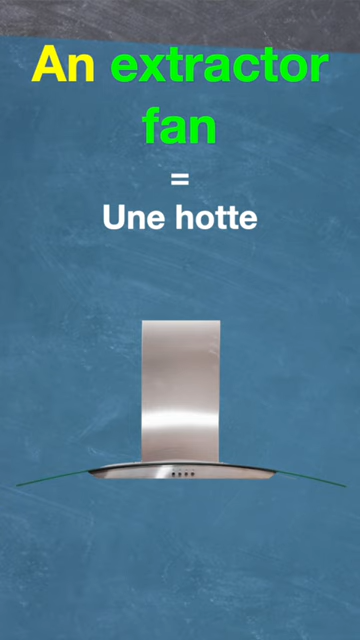 An extractor
fan
=
Une hotte